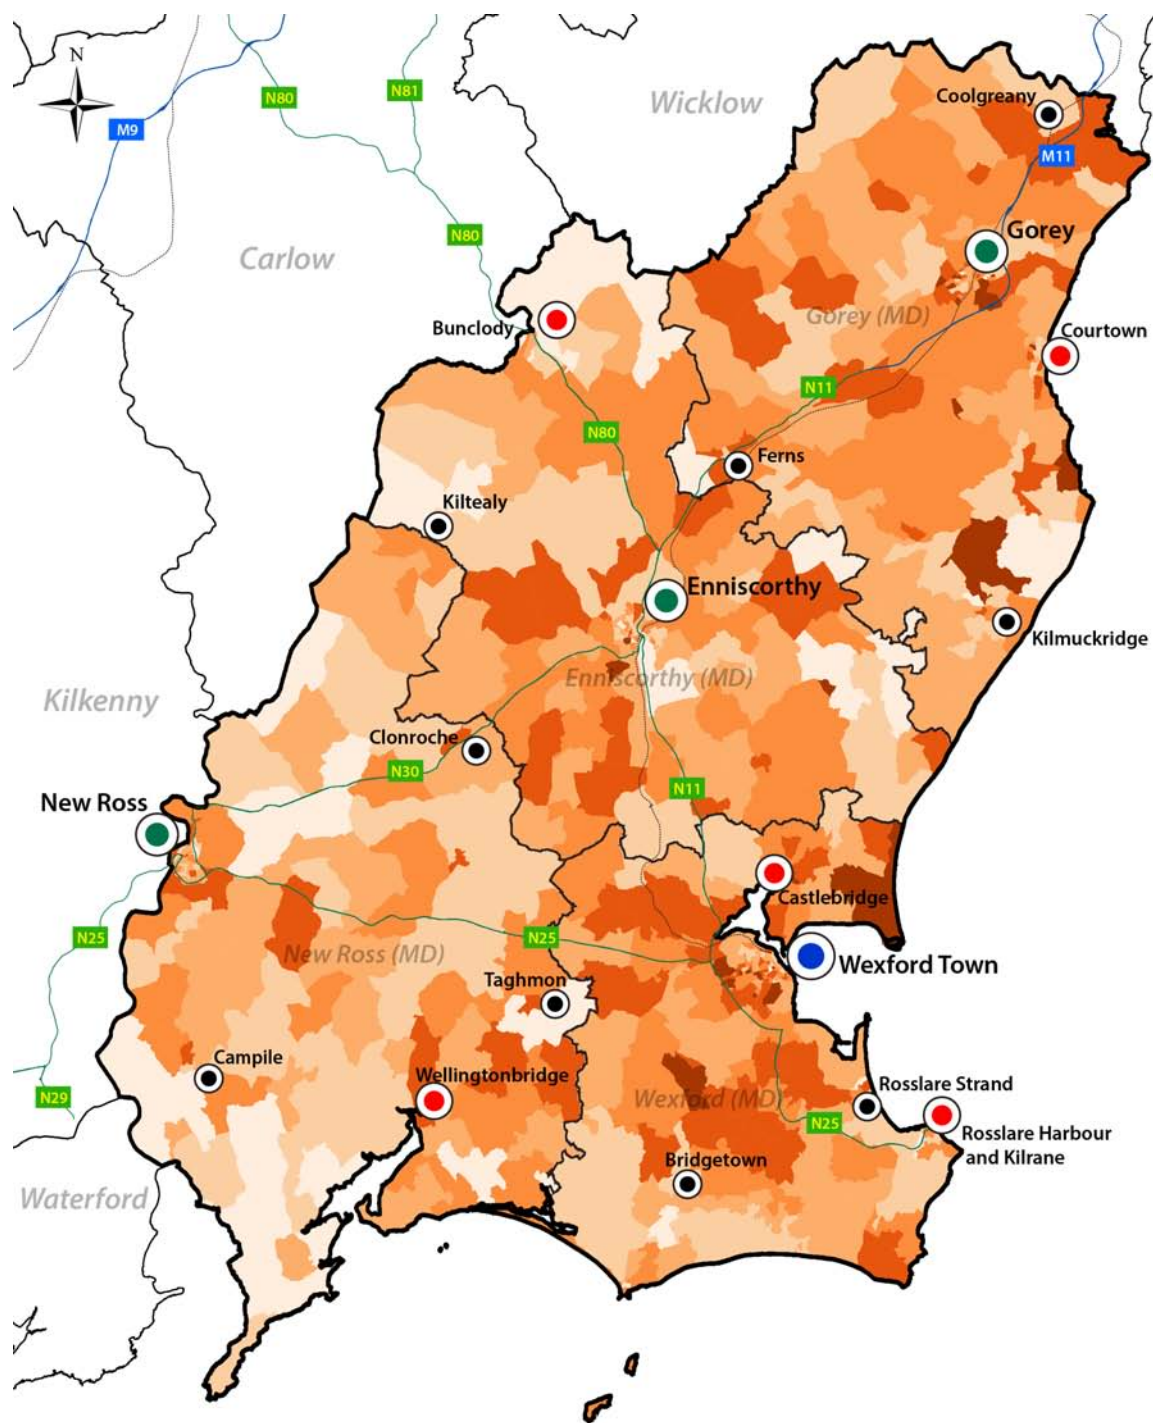 N
N80
N81
Wicklow
Coolgreany
M9
M11
N80
Carlow
Gorey
Bunclody
Gorey (MD)
Courtown
N11
N80
Ferns
Kiltealy
Enniscorthy
Kilmuckridge
Enniscorthy (MD)
Kilkenny
Clonroche
N30
N11
New Ross
Castlebridge
N25
N25
New Ross (MD)
Wexford Town
Taghmon
Campile
Wellingtonbridge
Rosslare Strand
N29
Wexford (MD)
N25
Rosslare Harbour
and Kilrane
Bridgetown
Waterford